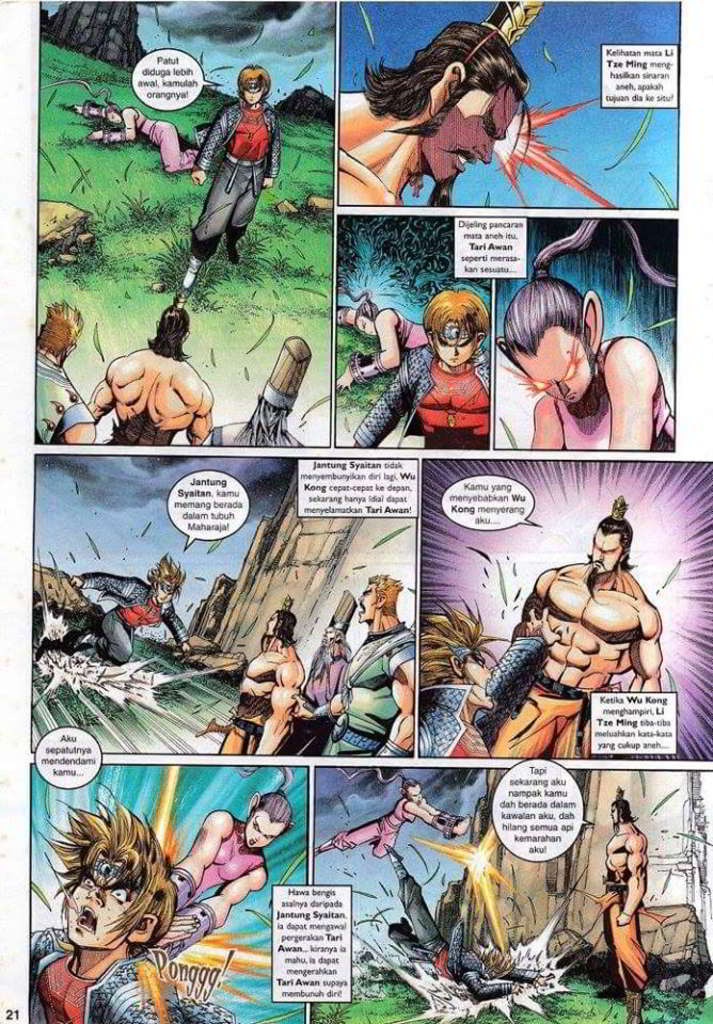 Patut
diduga lebih
awal, kamulah
orangnya!
Kelihatan mata Li
Tze Ming meng-
hasilkan sinaran
aneh, apakah
tujuan dia ke situ!
Dijeling pancaran
mata aneh itu,
Tari Awan
seperti merasa-
kan sesuatu....
Jantung
Syaitan, kamu
memang berada
dalam tubuh
Maharaja!
Jantung Syaitan tidak
menyembunyikan diri lagi, Wu
Kong cepat-cepat ke depan,
sekarang hanya idial dapat
menyelamatkan Tari Awan!
Kamu yang
menyebabkan Wu
Kong menyerang
aku....
Ketika Wu Kong
menghampiri, Li
Tze Ming tiba-tiba
meluahkan kata-kata
yang cukup aneh....
Aku
sepatutnya
mendendami
kamu...
Ponggg!
Hawa bengis
asalnya daripada
Jantung Syaitan,
ia dapat mengawal
pergerakan Tari
Awan... kiranya ia
mahu, ia dapat
mengerahkan
Tari Awan supaya
membunuh diri!
Tapi
sekarang aku
nampak kamu
dah berada dalam
kawalan aku, dah
hilang semua api
kemarahan
aku!
21